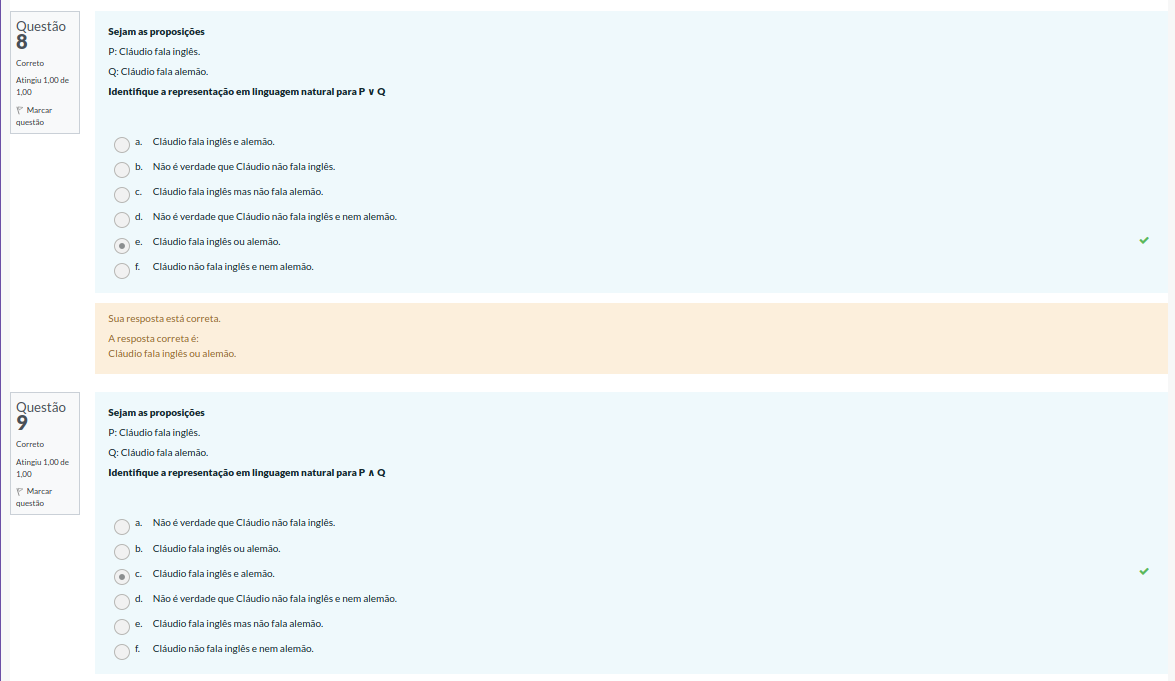 Questão
8
Correto
Atingiu 1,00 de
1,00
Marcar
questão
Sejam as proposições
P: Cláudio fala inglês.
Q: Cláudio fala alemão.
Identifique a representação em linguagem natural para P ∨ Q
a. Cláudio fala inglês e alemão.
b. Não é verdade que Cláudio não fala inglês.
c. Cláudio fala inglês mas não fala alemão.
d. Não é verdade que Cláudio não fala inglês e nem alemão.
e. Cláudio fala inglês ou alemão.
f. Cláudio não fala inglês e nem alemão.
Sua resposta está correta.
A resposta correta é:
Cláudio fala inglês ou alemão.
Questão
9
Correto
Atingiu 1,00 de
1,00
Marcar
questão
Sejam as proposições
P: Cláudio fala inglês.
Q: Cláudio fala alemão.
Identifique a representação em linguagem natural para P ∧ Q
a. Não é verdade que Cláudio não fala inglês.
b. Cláudio fala inglês ou alemão.
c. Cláudio fala inglês e alemão.
d. Não é verdade que Cláudio não fala inglês e nem alemão.
e. Cláudio fala inglês mas não fala alemão.
f. Cláudio não fala inglês e nem alemão.